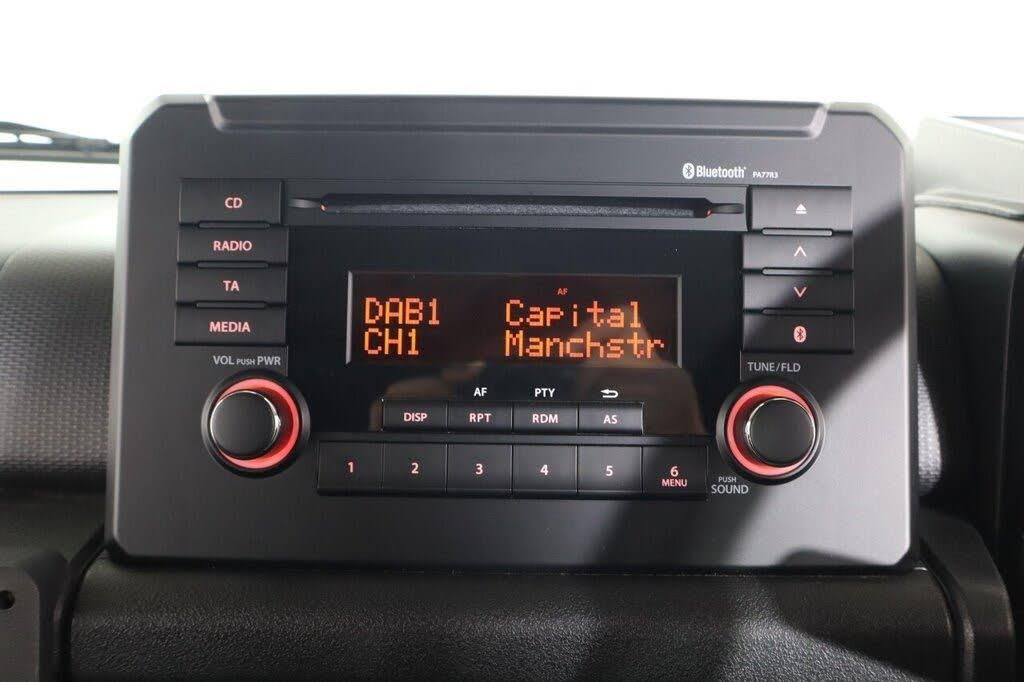 Bluetooth® PA77R3
CD
RADIO
TA
MEDIA
AF
DAB1 Capital
CH1 Manchstr
VOL PUSH PWR
TUNE/FLD
AF PTY
DISP RPT RDM AS
1 2 3 4 5 6
MENU
PUSH
SOUND